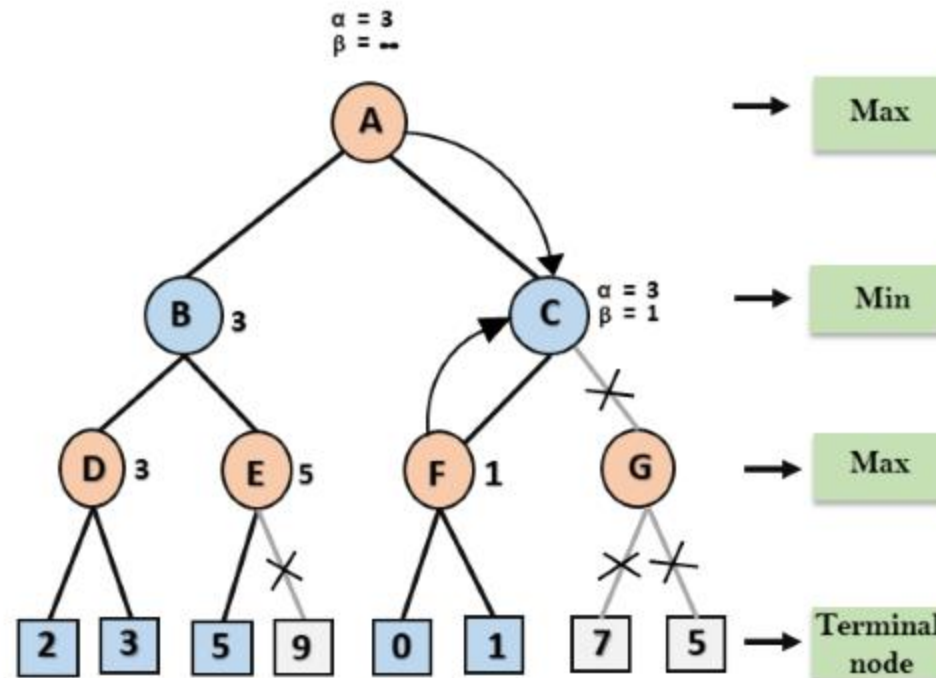 α = 3
β = ∞
A
Max
B
3
C
α = 3
β = 1
Min
D
3
E
5
F
1
G
Max
2
3
5
9
0
1
7
5
Terminal
node